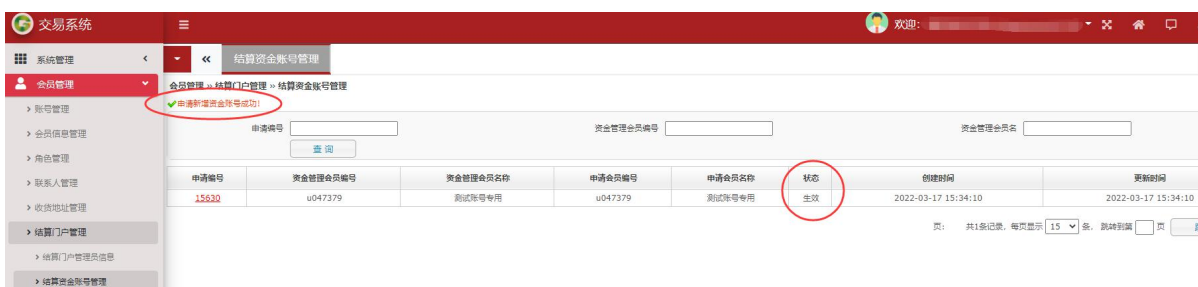 交易系统
欢迎:
系统管理
结算资金账号管理
会员管理
会员管理 » 结算门户管理 » 结算资金账号管理
申请新增资金账号成功!
账号管理
申请编号
资金管理会员编号
资金管理会员名
会员信息管理
查 询
角色管理
申请编号 资金管理会员编号 资金管理会员名称 申请会员编号 申请会员名称 状态 创建时间 更新时间
联系人管理
15630 u047379 测试账号专用 u047379 测试账号专用 生效 2022-03-17 15:34:10 2022-03-17 15:34:10
收货地址管理
页: 共1条记录, 每页显示 15 条, 跳转到第 页
结算门户管理
结算门户管理员信息
结算资金账号管理